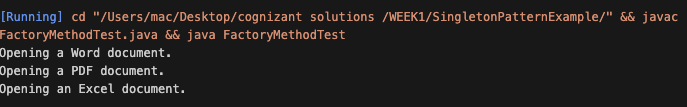 [Running] cd "/Users/mac/Desktop/cognizant solutions /WEEK1/SingletonPatternExample/" && javac
FactoryMethodTest.java && java FactoryMethodTest
Opening a Word document.
Opening a PDF document.
Opening an Excel document.